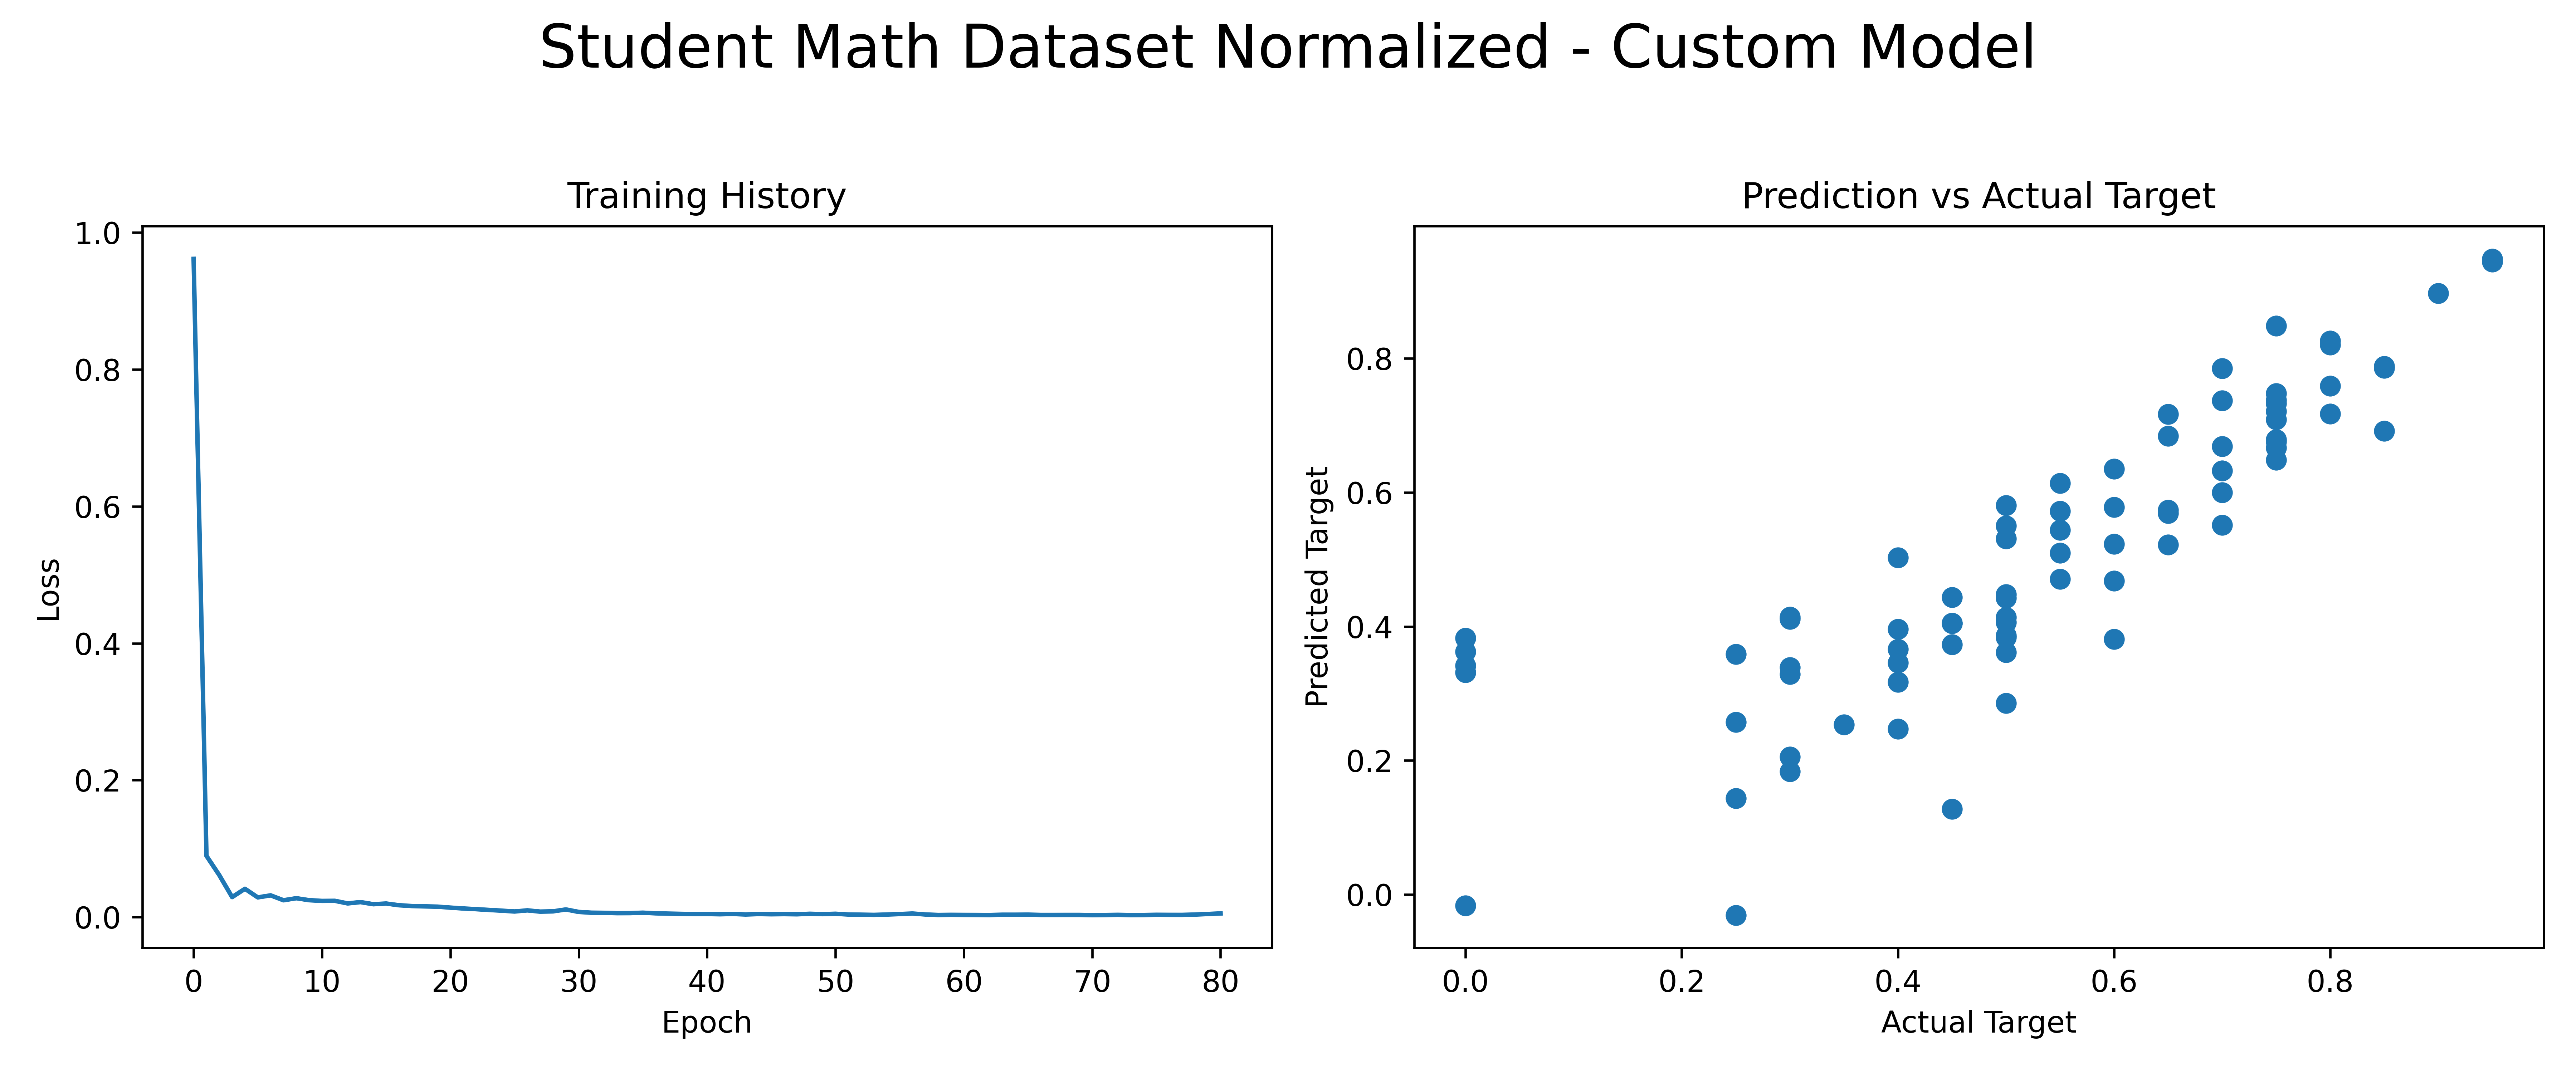 Student Math Dataset Normalized - Custom Model
Training History
1.0
0.8
0.6
0.4
0.2
0.0
Loss
0 10 20 30 40 50 60 70 80
Epoch
Prediction vs Actual Target
0.8
0.6
0.4
0.2
0.0
Predicted Target
0.0 0.2 0.4 0.6 0.8
Actual Target